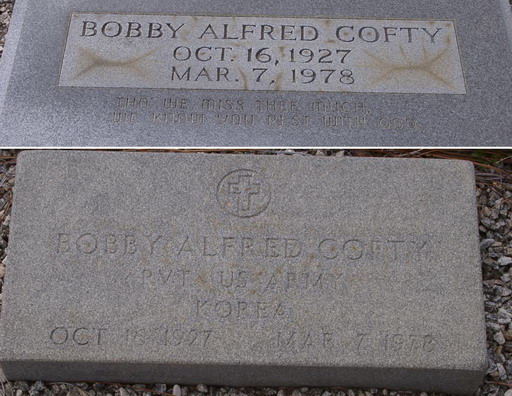 BOBBY ALFRED COFTY
OCT. 16, 1927
MAR. 7, 1978
THO WE MISS THEE MUCH
WE KNOW YOU REST WITH GOD
BOBBY ALFRED COFTY
PVT US ARMY
KOREA
OCT 16 1927 MAR 7 1978